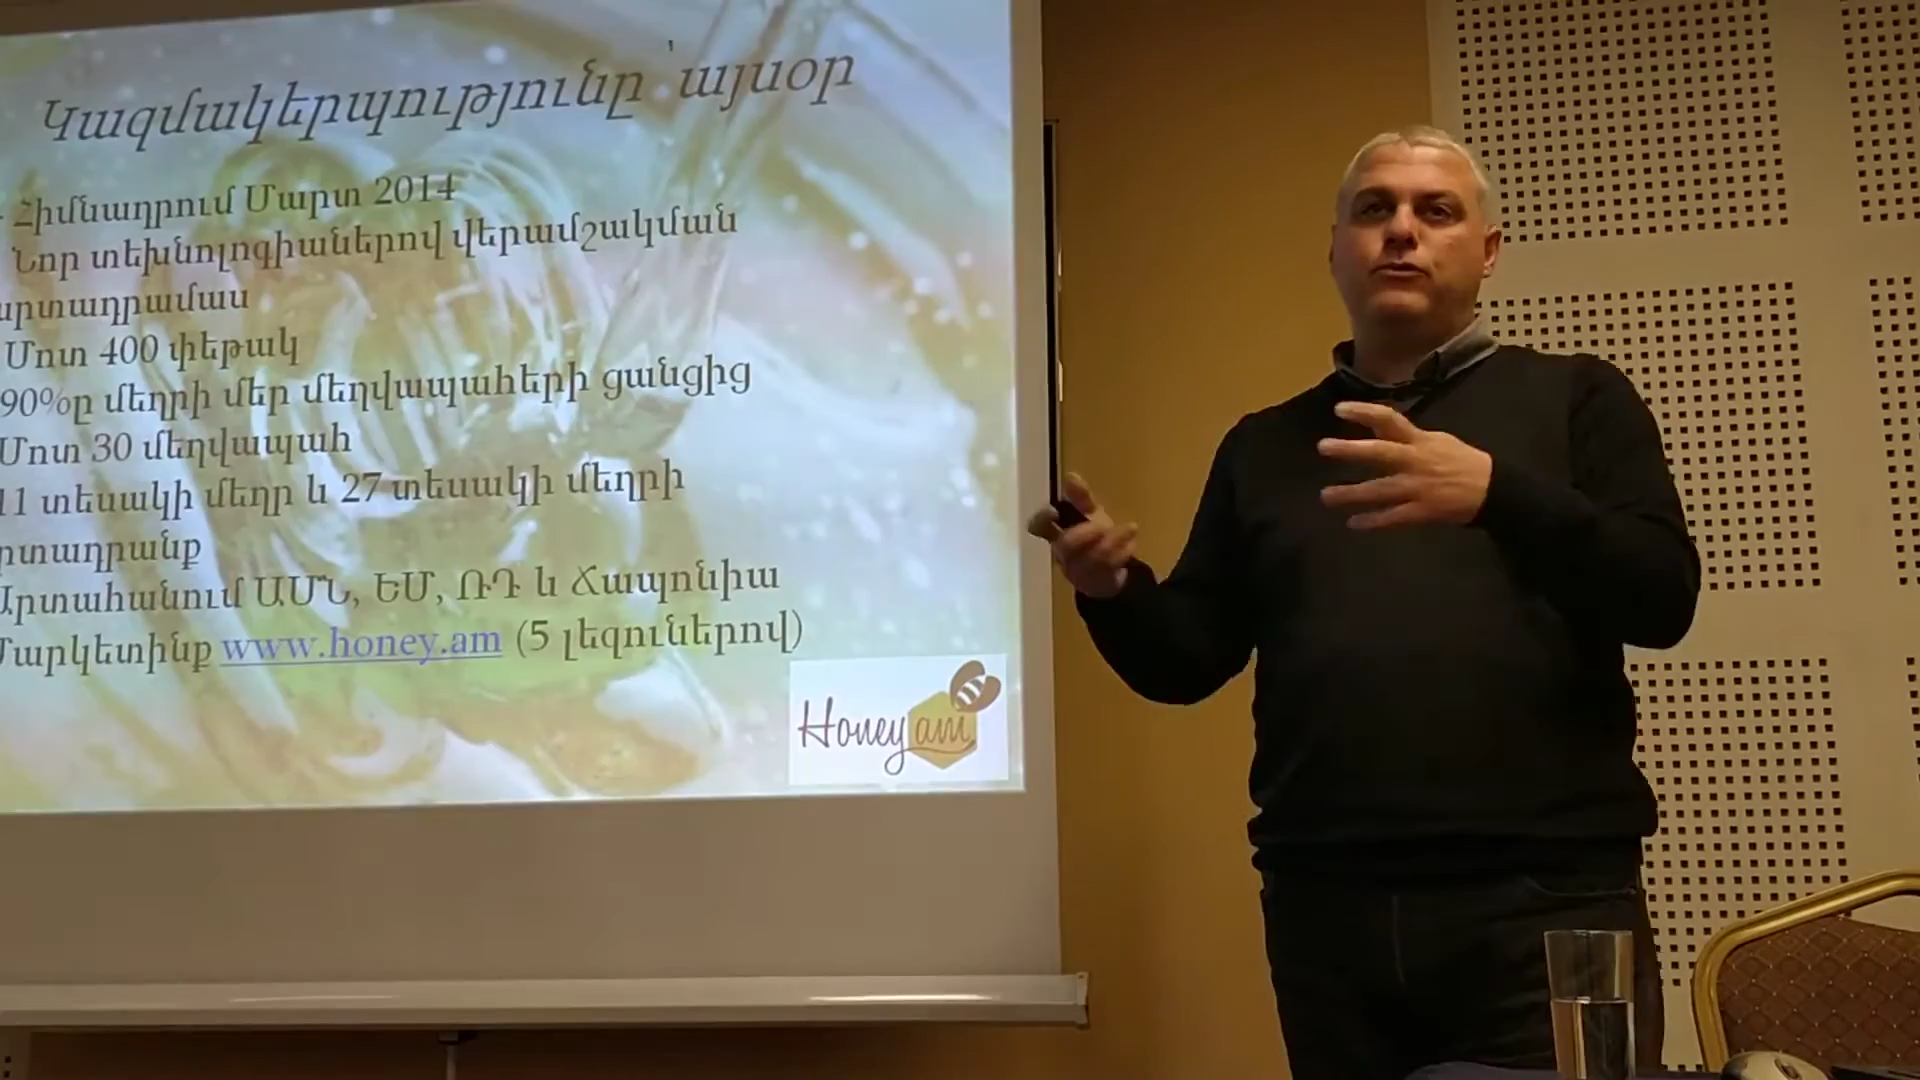 Կազմակերպությունը՝ այսօր
- Հիմնադրում Մարտ 2014
Նոր տեխնոլոգիաներով վերամշակման
արտադրամաս
Մոտ 400 փեթակ
90%ը մեղրի մեր մեղվապահերի ցանցից
Մոտ 30 մեղվապահ
11 տեսակի մեղր և 27 տեսակի մեղրի
րտադրանք
Արտահանում ԱՄՆ, ԵՄ, ՌԴ և Ճապոնիա
Մարկետինք www.honey.am (5 լեզուներով)
Honey.am